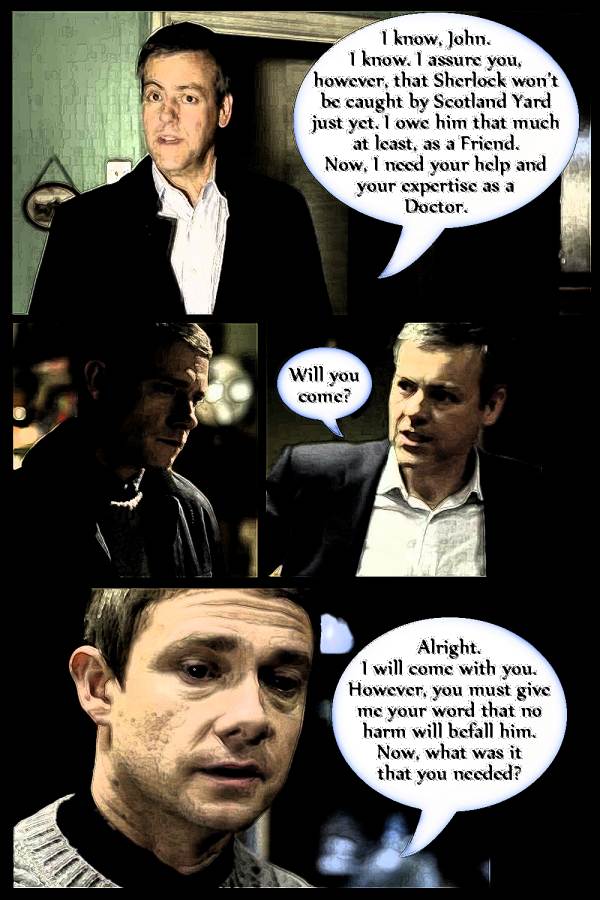 I know, John.
I know. I assure you,
however, that Sherlock won't
be caught by Scotland Yard
just yet. I owe him that much
at least, as a Friend.
Now, I need your help and
your expertise as a
Doctor.
Will you
come?
Alright.
I will come with you.
However, you must give
me your word that no
harm will befall him.
Now, what was it
that you needed?